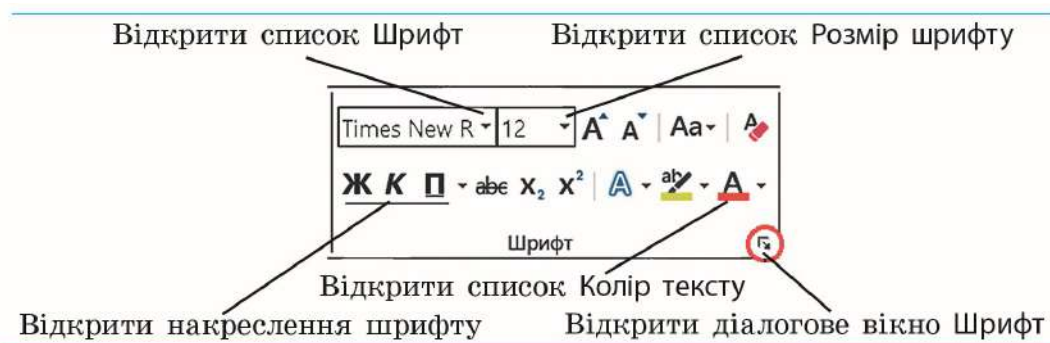 Відкрити список Шрифт Відкрити список Розмір шрифту
Times New R 12 A A Aa A
Ж К П abc X₂ X² A ab A
Шрифт
Відкрити список Колір тексту
Відкрити накреслення шрифту Відкрити діалогове вікно Шрифт